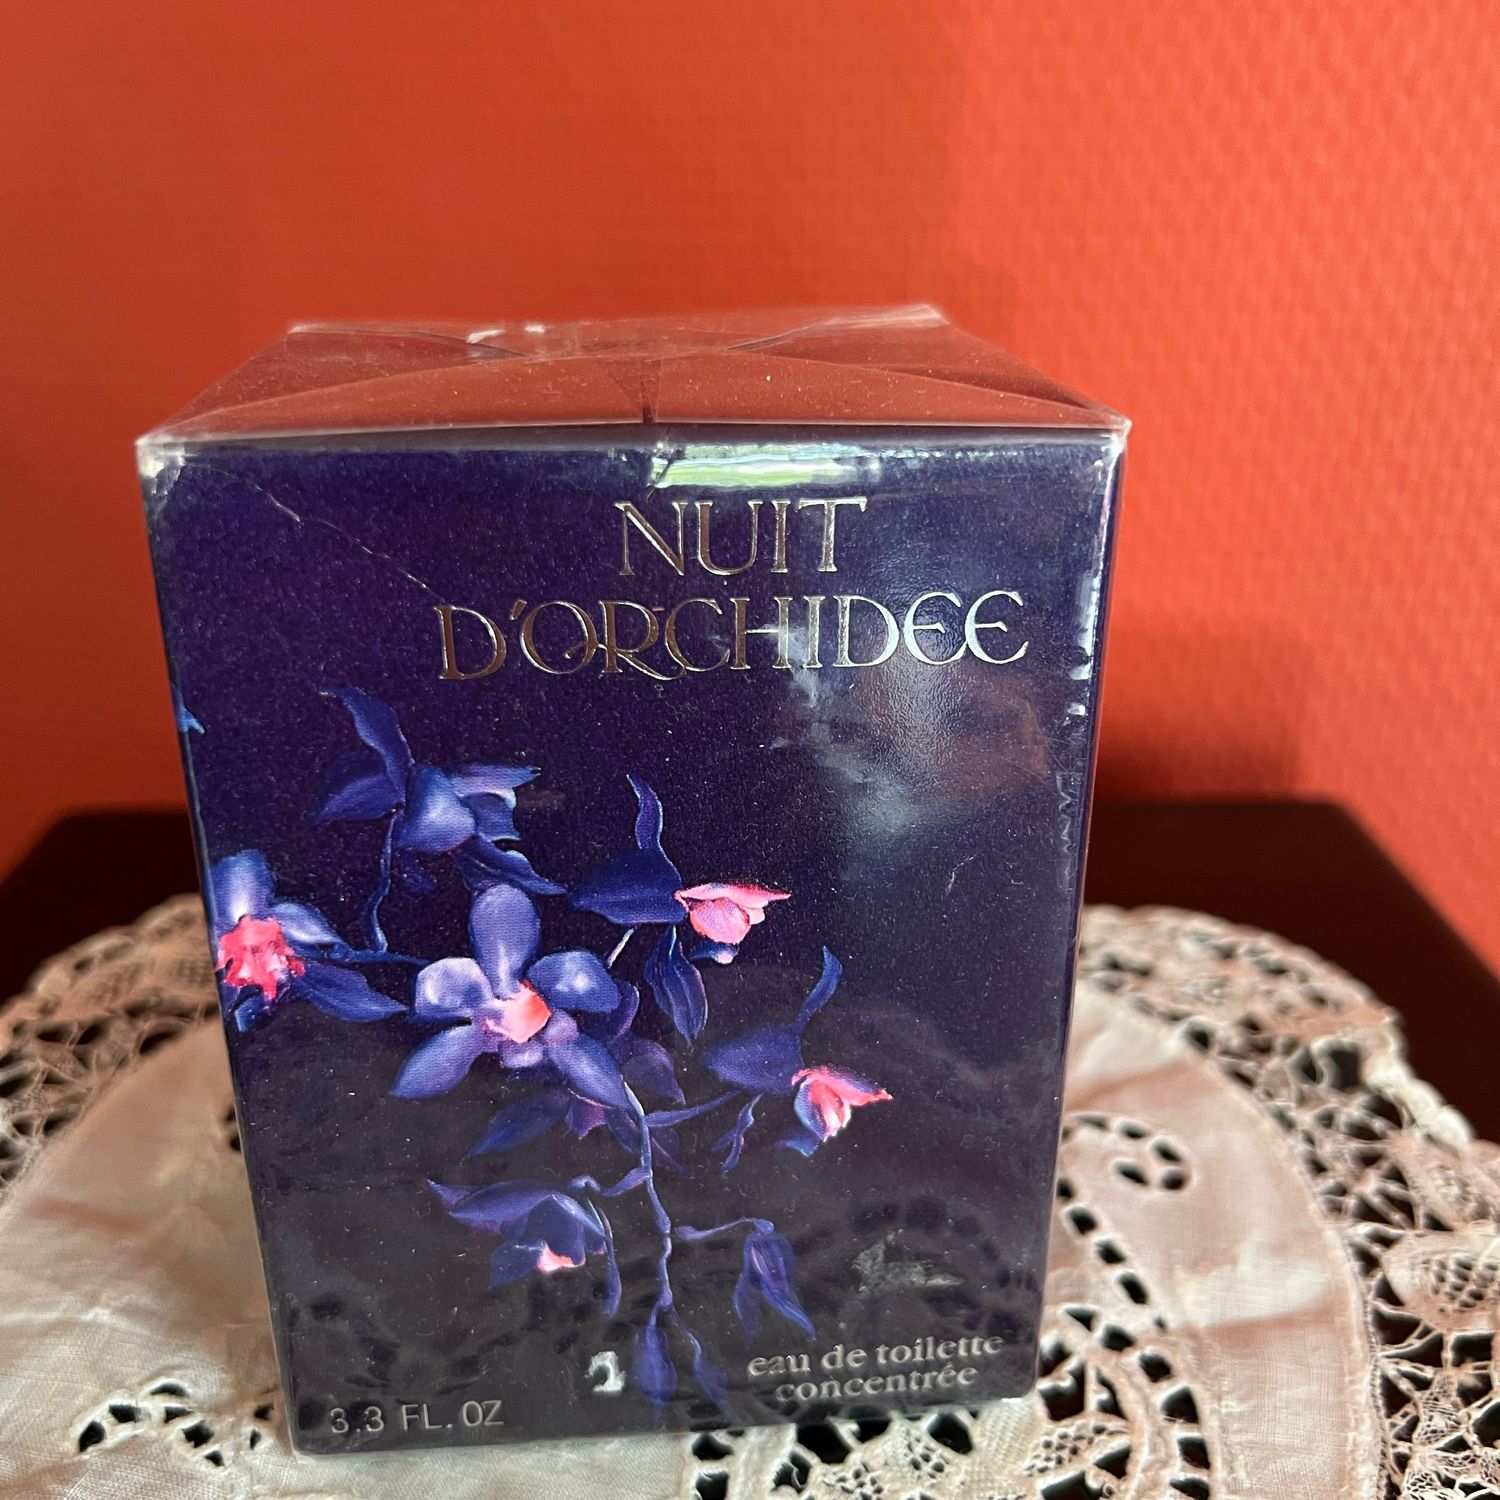 NUIT
D'ORCHIDEE
eau de toilette
concentrée
3.3 FL. OZ